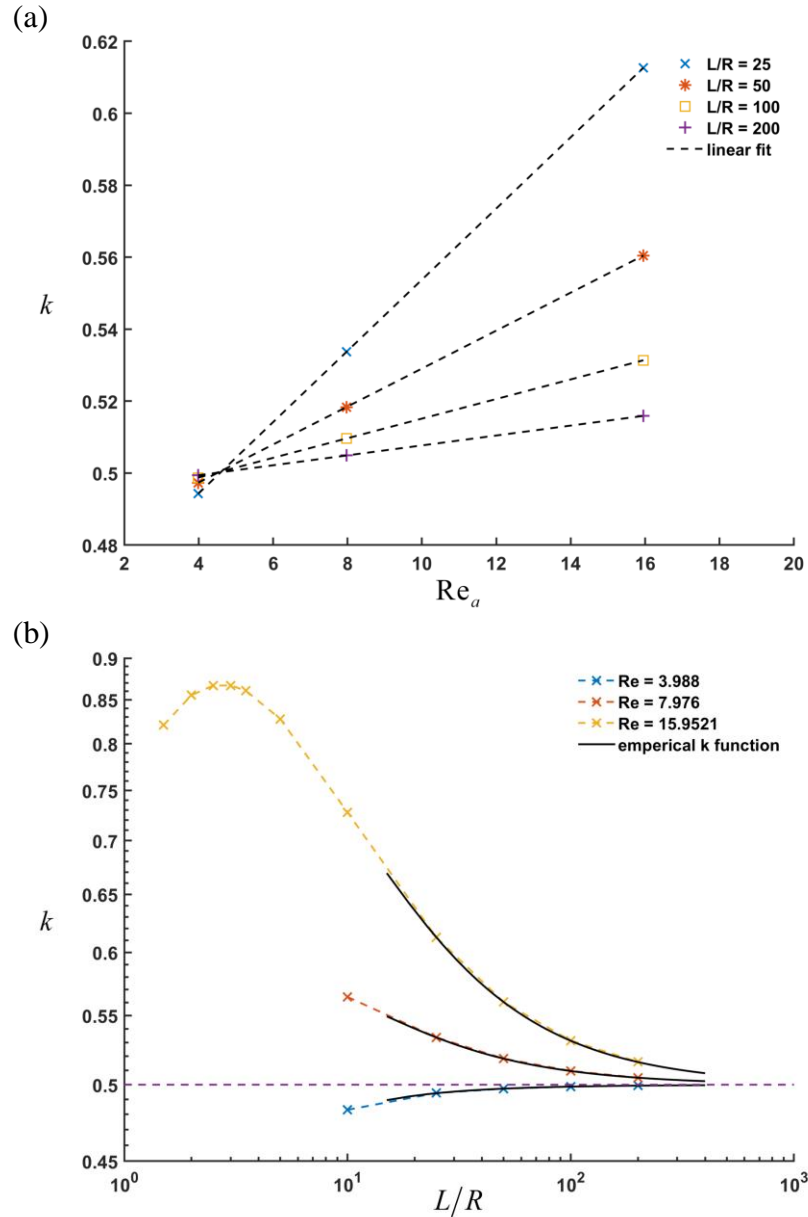 (a)
0.62
0.6
0.58
0.56
0.54
0.52
0.5
0.48
k
2 4 6 8 10 12 14 16 18 20
Re_a
L/R = 25
L/R = 50
L/R = 100
L/R = 200
linear fit
(b)
0.9
0.85
0.8
0.75
0.7
0.65
0.6
0.55
0.5
0.45
k
10^0 10^1 10^2 10^3
L/R
Re = 3.988
Re = 7.976
Re = 15.9521
emperical k function